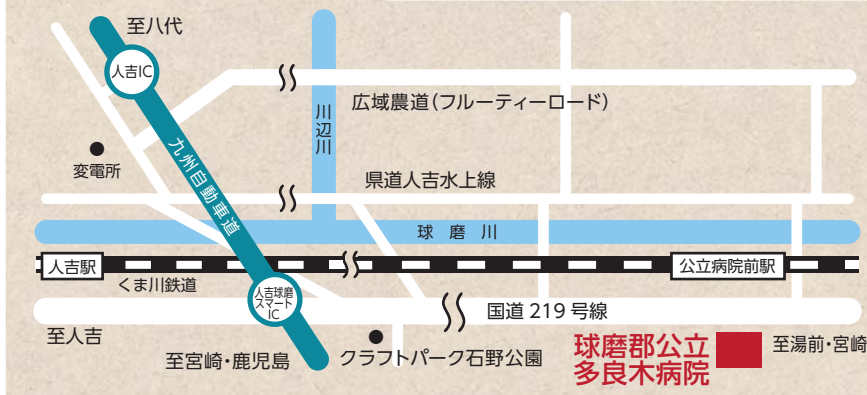 至八代
人吉IC
広域農道(フルーティーロード)
川辺川
九州自動車道
変電所
県道人吉水上線
球磨川
人吉駅
公立病院前駅
くま川鉄道
人吉球磨
スマート
IC
国道219号線
至人吉
至宮崎・鹿児島
クラフトパーク石野公園
球磨郡公立
多良木病院
至湯前・宮崎